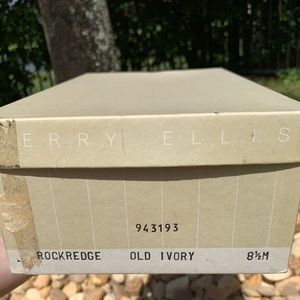 ERRY ELLIS
943193
ROCKREDGE OLD IVORY 8½M